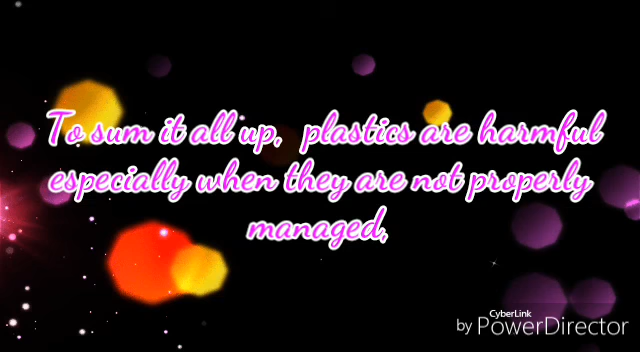 To sum it all up, plastics are harmful
especially when they are not properly
managed,
CyberLink
by PowerDirector